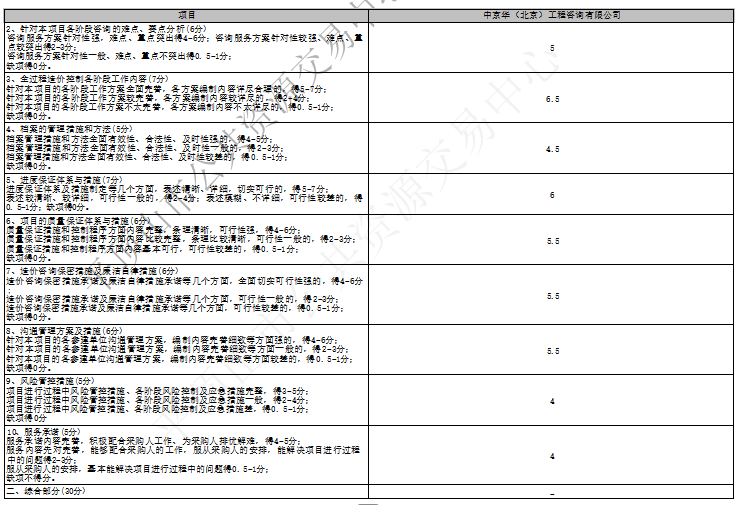 项目 中京华（北京）工程咨询有限公司
2、针对本项目各阶段咨询的难点、要点分析(6分)
咨询服务方案针对性强，难点、重点突出得4-6分；咨询服务方案针对性较强、难点、重
点较突出得2-3分；
咨询服务方案针对性一般、难点、重点不突出得0.5-1分；
缺项得0分。
5
3、全过程造价控制各阶段工作内容(7分)
针对本项目的各阶段工作方案全面完善，各方案编制内容详尽合理的，得5-7分；
针对本项目的各阶段工作方案较完善，各方案编制内容较详尽的，得2-4分；
针对本项目的各阶段工作方案不太完善，各方案编制内容不太详尽的，得0.5-1分；
缺项得0分。
6.5
4、档案的管理措施和方法(5分)
档案管理措施和方法全面有效性、合法性、及时性强的，得4-5分；
档案管理措施和方法全面有效性、合法性、及时性一般的，得2-3分；
档案管理措施和方法全面有效性、合法性、及时性较差的，得0.5-1分；
缺项得0分。
4.5
5、进度保证体系与措施(7分)
进度保证体系及措施制定等几个方面，表述清晰、详细，切实可行的，得5-7分；
表述较清晰、较详细，可行性一般的，得2-4分；表述模糊、不详细，可行性较差的，得
0.5-1分；缺项得0分。
6
6、项目的质量保证体系与措施(6分)
质量保证措施和控制程序方面内容完整，条理清晰，可行性强，得4-6分；
质量保证措施和控制程序方面内容比较完整，条理比较清晰，可行性一般的，得2-3分；
质量保证措施和控制程序方面内容基本可行，可行性较差的，得0.5-1分；
缺项得0分。
5.5
7、造价咨询保密措施及廉洁自律措施(6分)
造价咨询保密措施承诺及廉洁自律措施承诺等几个方面，全面切实可行性强的，得4-6分
；
造价咨询保密措施承诺及廉洁自律措施承诺等几个方面，可行性一般的，得2-3分；
造价咨询保密措施承诺及廉洁自律措施承诺等几个方面，可行性较差的，得0.5-1分；
缺项得0分。
5.5
8、沟通管理方案及措施(6分)
针对本项目的各参建单位沟通管理方案，编制内容完善细致等方面强的，得4-6分；
针对本项目的各参建单位沟通管理方案，编制内容完善细致等方面一般的，得2-3分；
针对本项目的各参建单位沟通管理方案，编制内容完善细致等方面较差的，得0.5-1分；
缺项得0分。
5.5
9、风险管控措施(5分)
项目进行过程中风险管控措施、各阶段风险控制及应急措施完整，得3-5分；
项目进行过程中风险管控措施、各阶段风险控制及应急措施一般，得2-4分；
项目进行过程中风险管控措施、各阶段风险控制及应急措施差，得0.5-1分；
缺项得0分
4
10、服务承诺(5分)
服务承诺内容完善，积极配合采购人工作、为采购人排忧解难，得4-5分；
服务内容先对完善，能够配合采购人的工作，服从采购人的安排，能解决项目进行过程
中的问题得2-3分；
服从采购人的安排，基本能解决项目进行过程中的问题得0.5-1分；
缺项不得分。
4
二、综合部分(30分) –